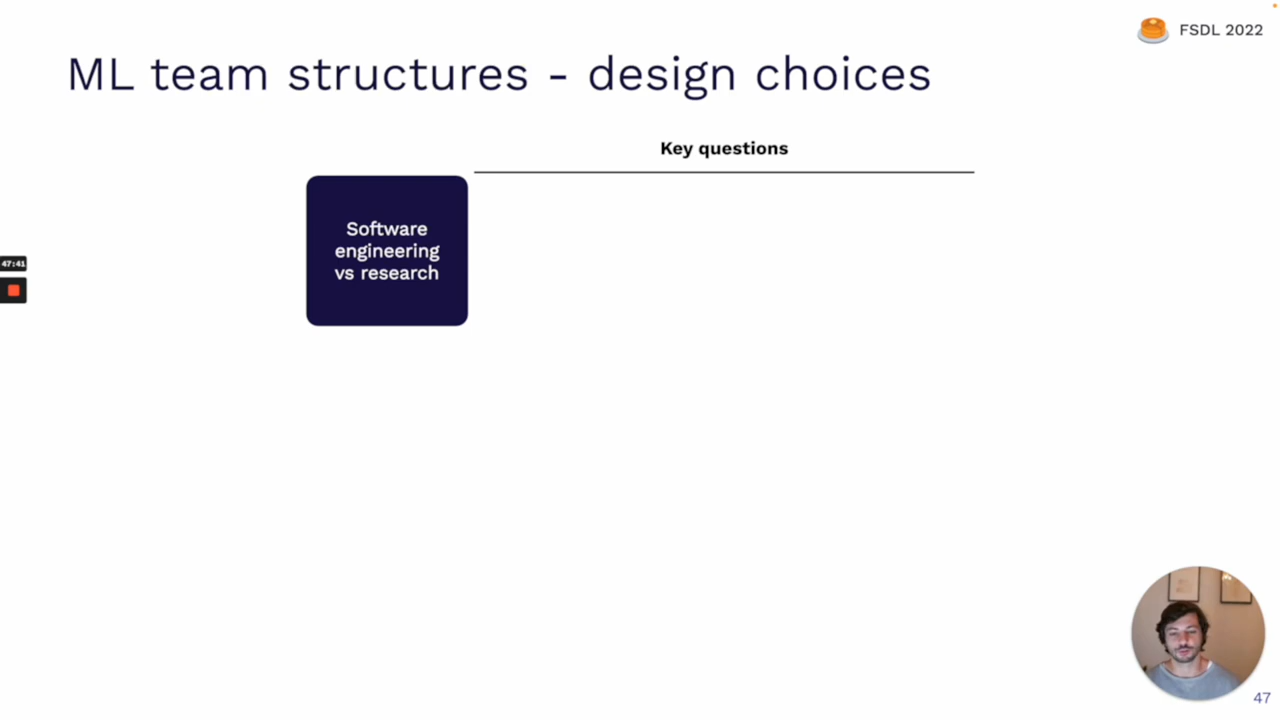 FSDL 2022
ML team structures - design choices
Key questions
Software
engineering
vs research
47:41
47